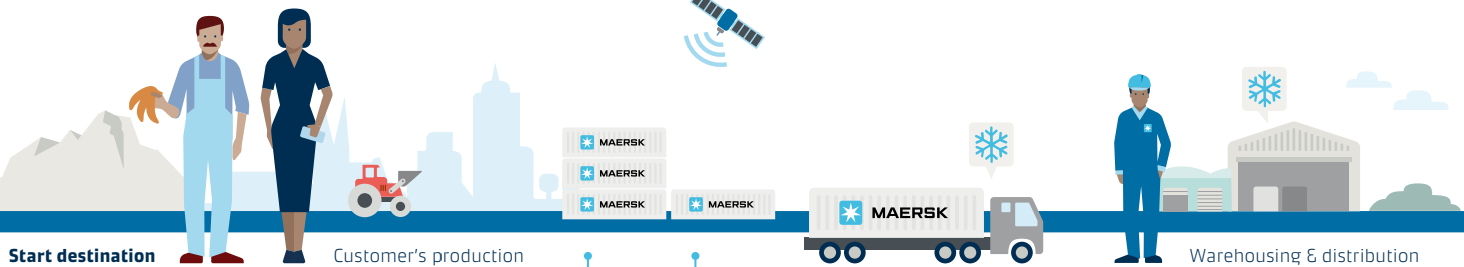 MAERSK
MAERSK
MAERSK
MAERSK
MAERSK
Start destination
Customer's production
Warehousing & distribution